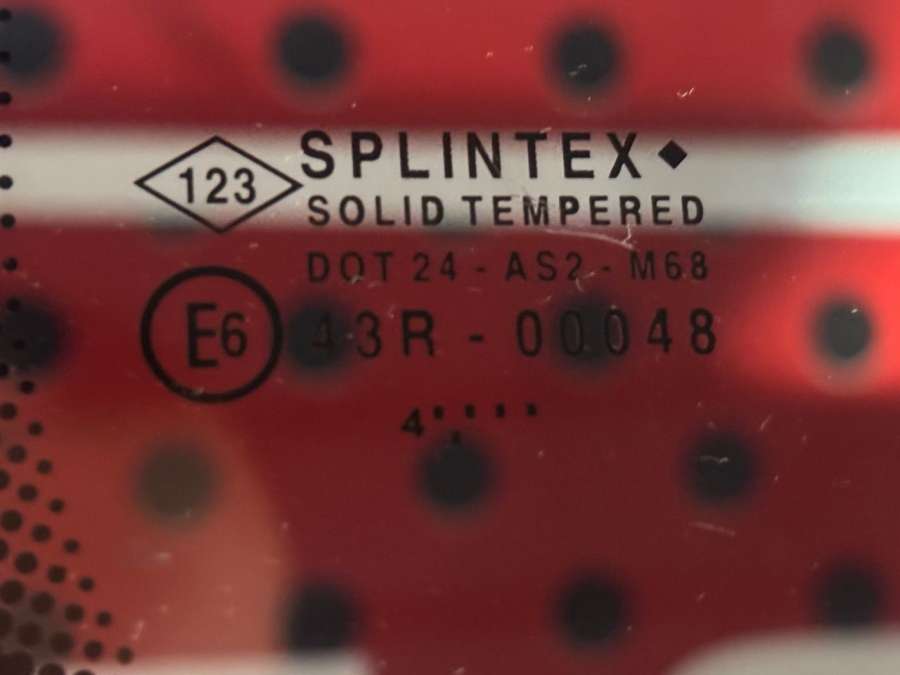 123
SPLINTEX
SOLID TEMPERED
DOT 24 - AS2 - M68
E6 43R - 00048
4